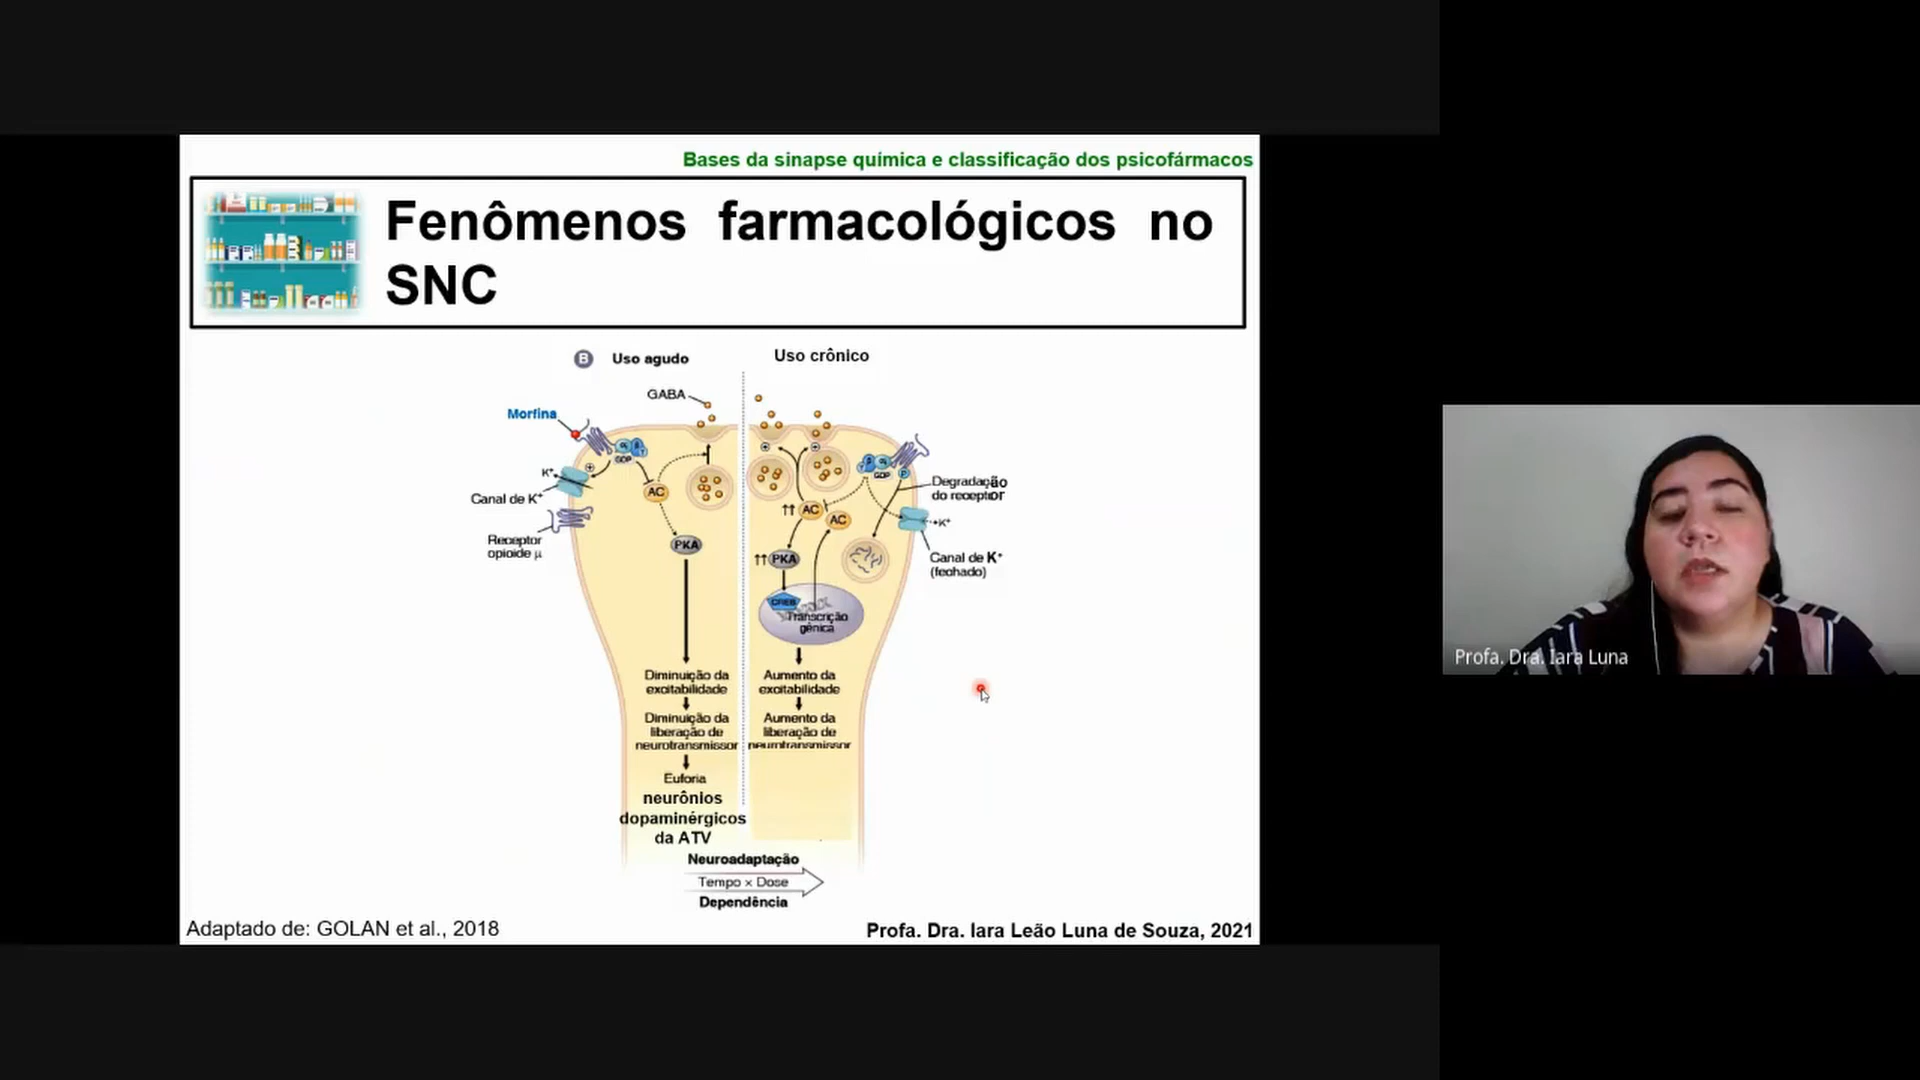 Bases da sinapse química e classificação dos psicofármacos
Fenômenos farmacológicos no
SNC
B Uso agudo
Uso crônico
GABA
Morfina
GDP
K⁺
Canal de K⁺
AC
Receptor
opioide μ
PKA
Diminuição da
excitabilidade
Diminuição da
liberação de
neurotransmissor
Euforia
neurônios
dopaminérgicos
da ATV
GDP
P
Degradação
do receptor
↑↑ AC
AC
K⁺
↑↑ PKA
Canal de K⁺
(fechado)
CREB
Transcrição
gênica
Aumento da
excitabilidade
Aumento da
liberação de
neurotransmissor
Neuroadaptação
Tempo × Dose
Dependência
Adaptado de: GOLAN et al., 2018
Profa. Dra. Iara Leão Luna de Souza, 2021
Profa. Dra. Iara Luna